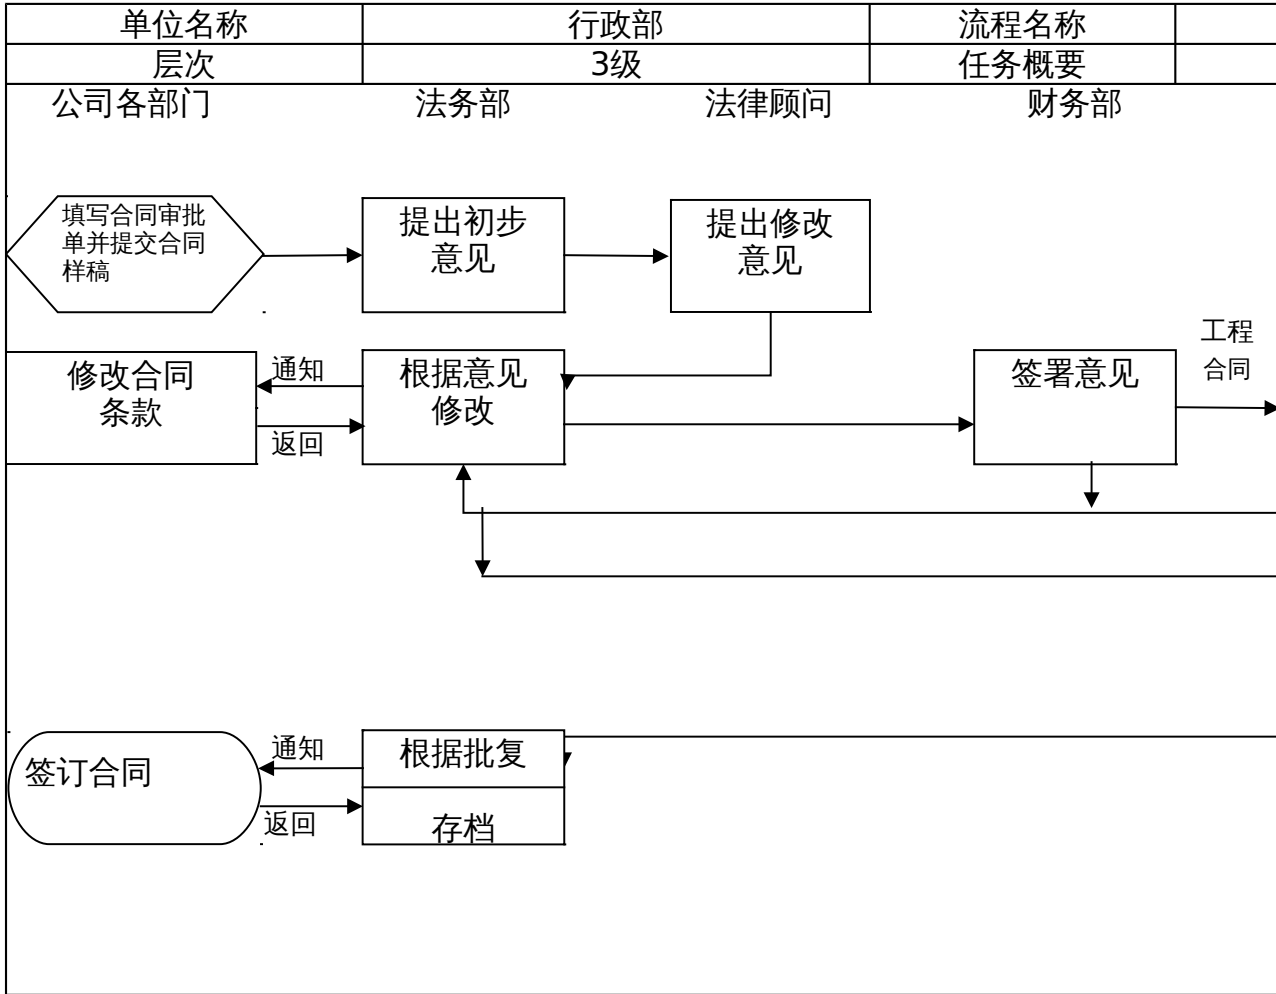 单位名称 行政部 流程名称
层次 3级 任务概要
公司各部门 法务部 法律顾问 财务部
填写合同审批
单并提交合同
样稿
提出初步
意见
提出修改
意见
工程
合同
修改合同
条款
通知
返回
根据意见
修改
签署意见
签订合同
通知
返回
根据批复
存档